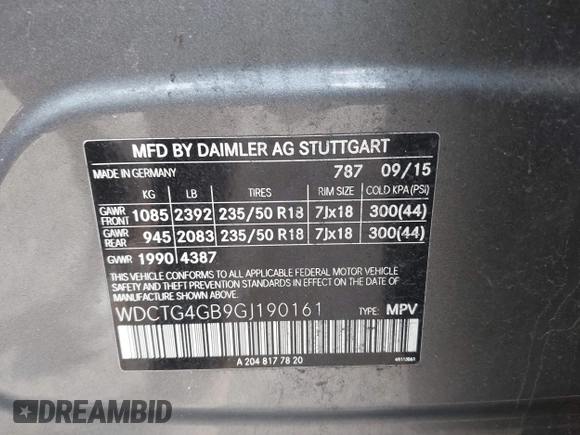 MFD BY DAIMLER AG STUTTGART
MADE IN GERMANY 787 09/15
KG LB TIRES RIM SIZE COLD KPA(PSI)
GAWR FRONT 1085 2392 235/50 R18 7Jx18 300(44)
GAWR REAR 945 2083 235/50 R18 7Jx18 300(44)
GVWR 1990 4387
THIS VEHICLE CONFORMS TO ALL APPLICABLE FEDERAL MOTOR VEHICLE
SAFETY AND THEFT PREVENTION STANDARDS IN EFFECT ON THE DATE OF
MANUFACTURE SHOWN ABOVE.
WDCTG4GB9GJ190161 TYPE: MPV
A 204 817 78 20
DREAMBID